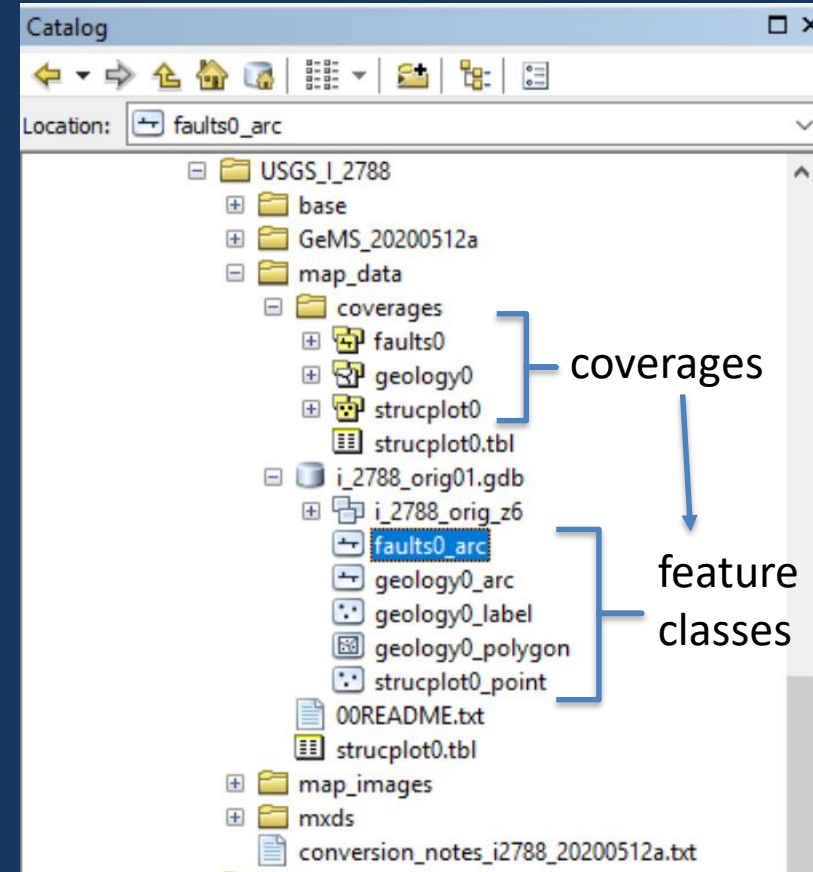 Catalog
Location: faults0_arc
USGS_I_2788
base
GeMS_20200512a
map_data
coverages
faults0
geology0
strucplot0
coverages
strucplot0.tbl
i_2788_orig01.gdb
i_2788_orig_z6
faults0_arc
geology0_arc
geology0_label
geology0_polygon
strucplot0_point
feature
classes
00README.txt
strucplot0.tbl
map_images
mxds
conversion_notes_i2788_20200512a.txt